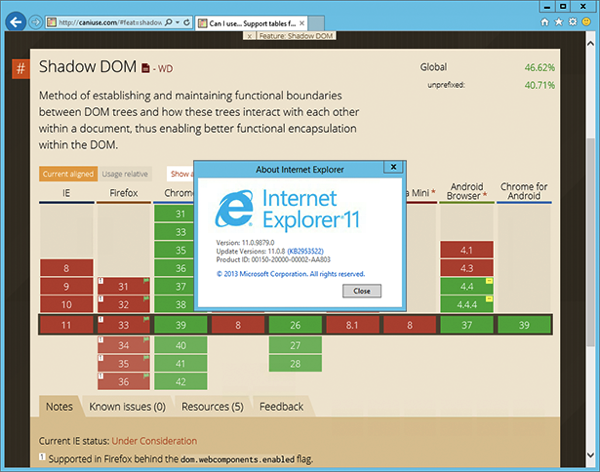 http://caniuse.com/#feat=shadow
Can I use... Support tables f...
x Feature: Shadow DOM
# Shadow DOM - WD
Global 46.62%
unprefixed: 40.71%
Method of establishing and maintaining functional boundaries
between DOM trees and how these trees interact with each other
within a document, thus enabling better functional encapsulation
within the DOM.
Current aligned Usage relative Show a
IE Firefox Chrom a Mini * Android Browser * Chrome for Android
About Internet Explorer
Internet
Explorer 11
Version: 11.0.9879.0
Update Versions: 11.0.8 (KB2953522)
Product ID: 00150-20000-00002-AA803
© 2013 Microsoft Corporation. All rights reserved.
Close
31
33
35 4.1
8 36 4.3
9 1 31 37 4.4
10 1 32 38 4.4.4
11 1 33 39 8 26 8.1 8 37 39
1 34 40 27
1 35 41 28
1 36 42
Notes Known issues (0) Resources (5) Feedback
Current IE status: Under Consideration
1 Supported in Firefox behind the dom.webcomponents.enabled flag.